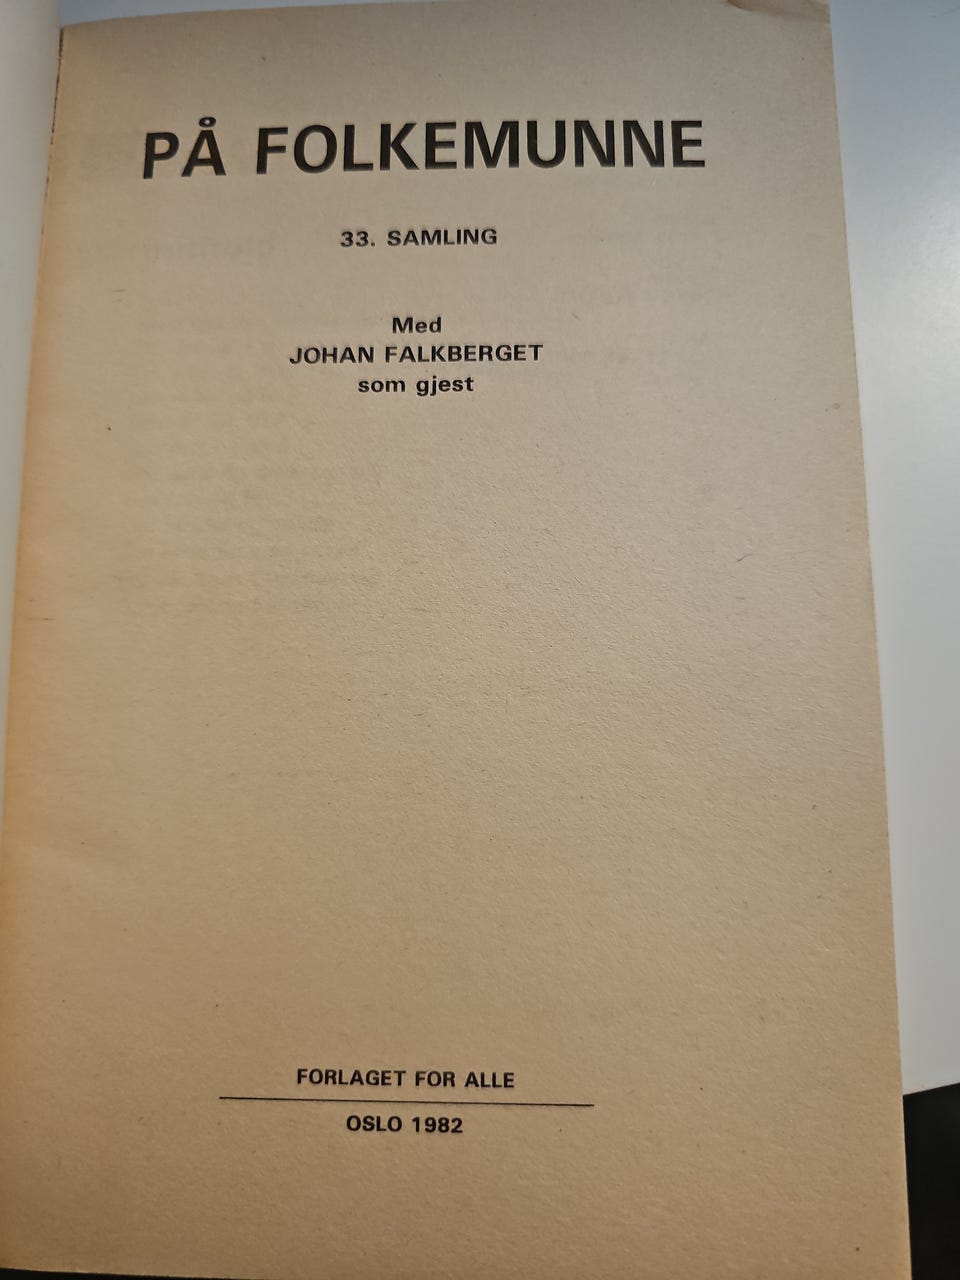 PÅ FOLKEMUNNE
33. SAMLING
Med
JOHAN FALKBERGET
som gjest
FORLAGET FOR ALLE
OSLO 1982